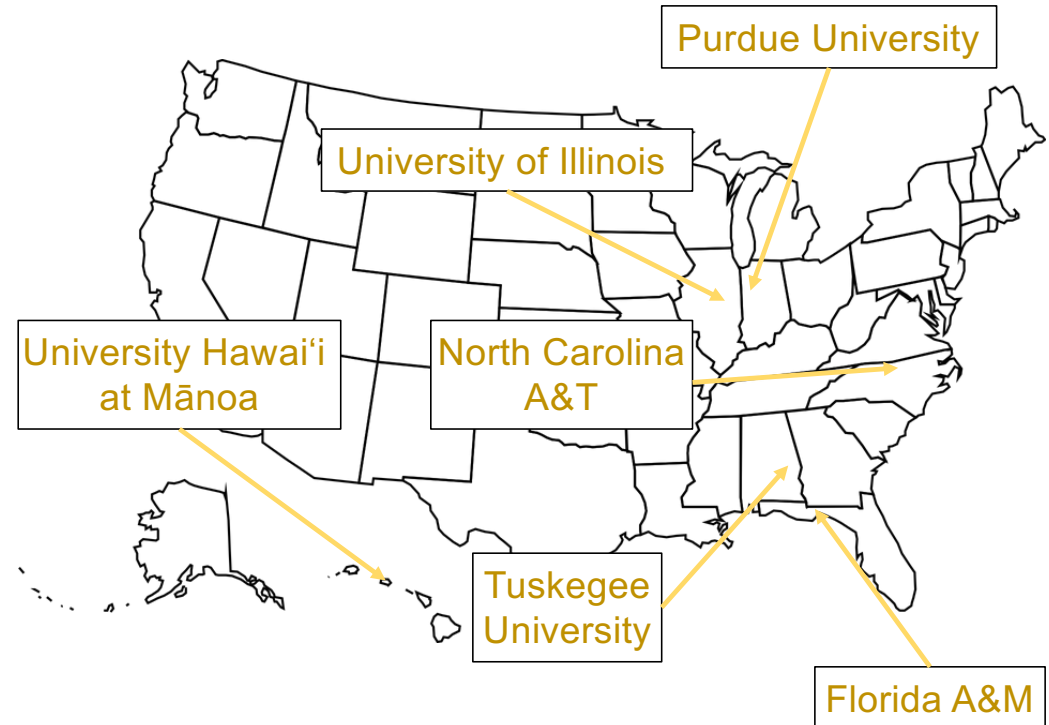 Purdue University
University of Illinois
University Hawaiʻi
at Mānoa
North Carolina
A&T
Tuskegee
University
Florida A&M